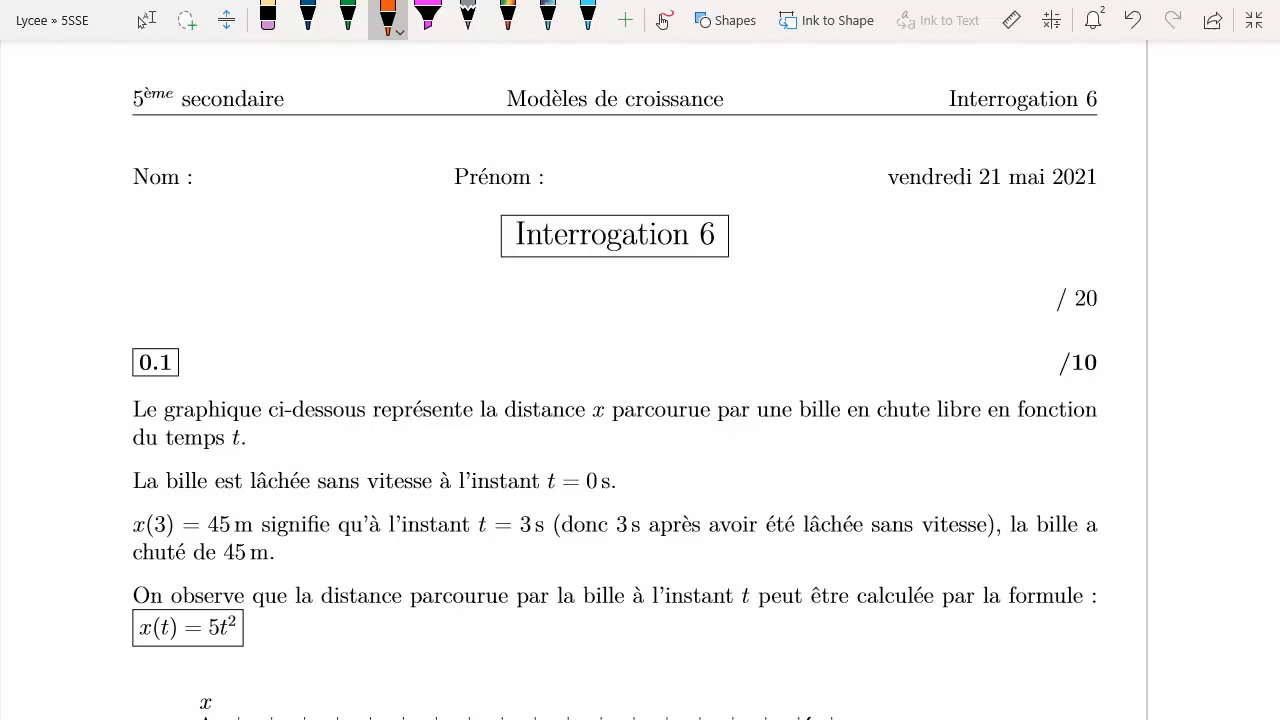 Lycee » 5SSE
Shapes
Ink to Shape
Ink to Text
2
5ème secondaire Modèles de croissance Interrogation 6
Nom : Prénom : vendredi 21 mai 2021
Interrogation 6
/ 20
0.1 /10
Le graphique ci-dessous représente la distance x parcourue par une bille en chute libre en fonction
du temps t.
La bille est lâchée sans vitesse à l'instant t = 0 s.
x(3) = 45 m signifie qu'à l'instant t = 3 s (donc 3 s après avoir été lâchée sans vitesse), la bille a
chuté de 45 m.
On observe que la distance parcourue par la bille à l'instant t peut être calculée par la formule :
x(t) = 5t²
x